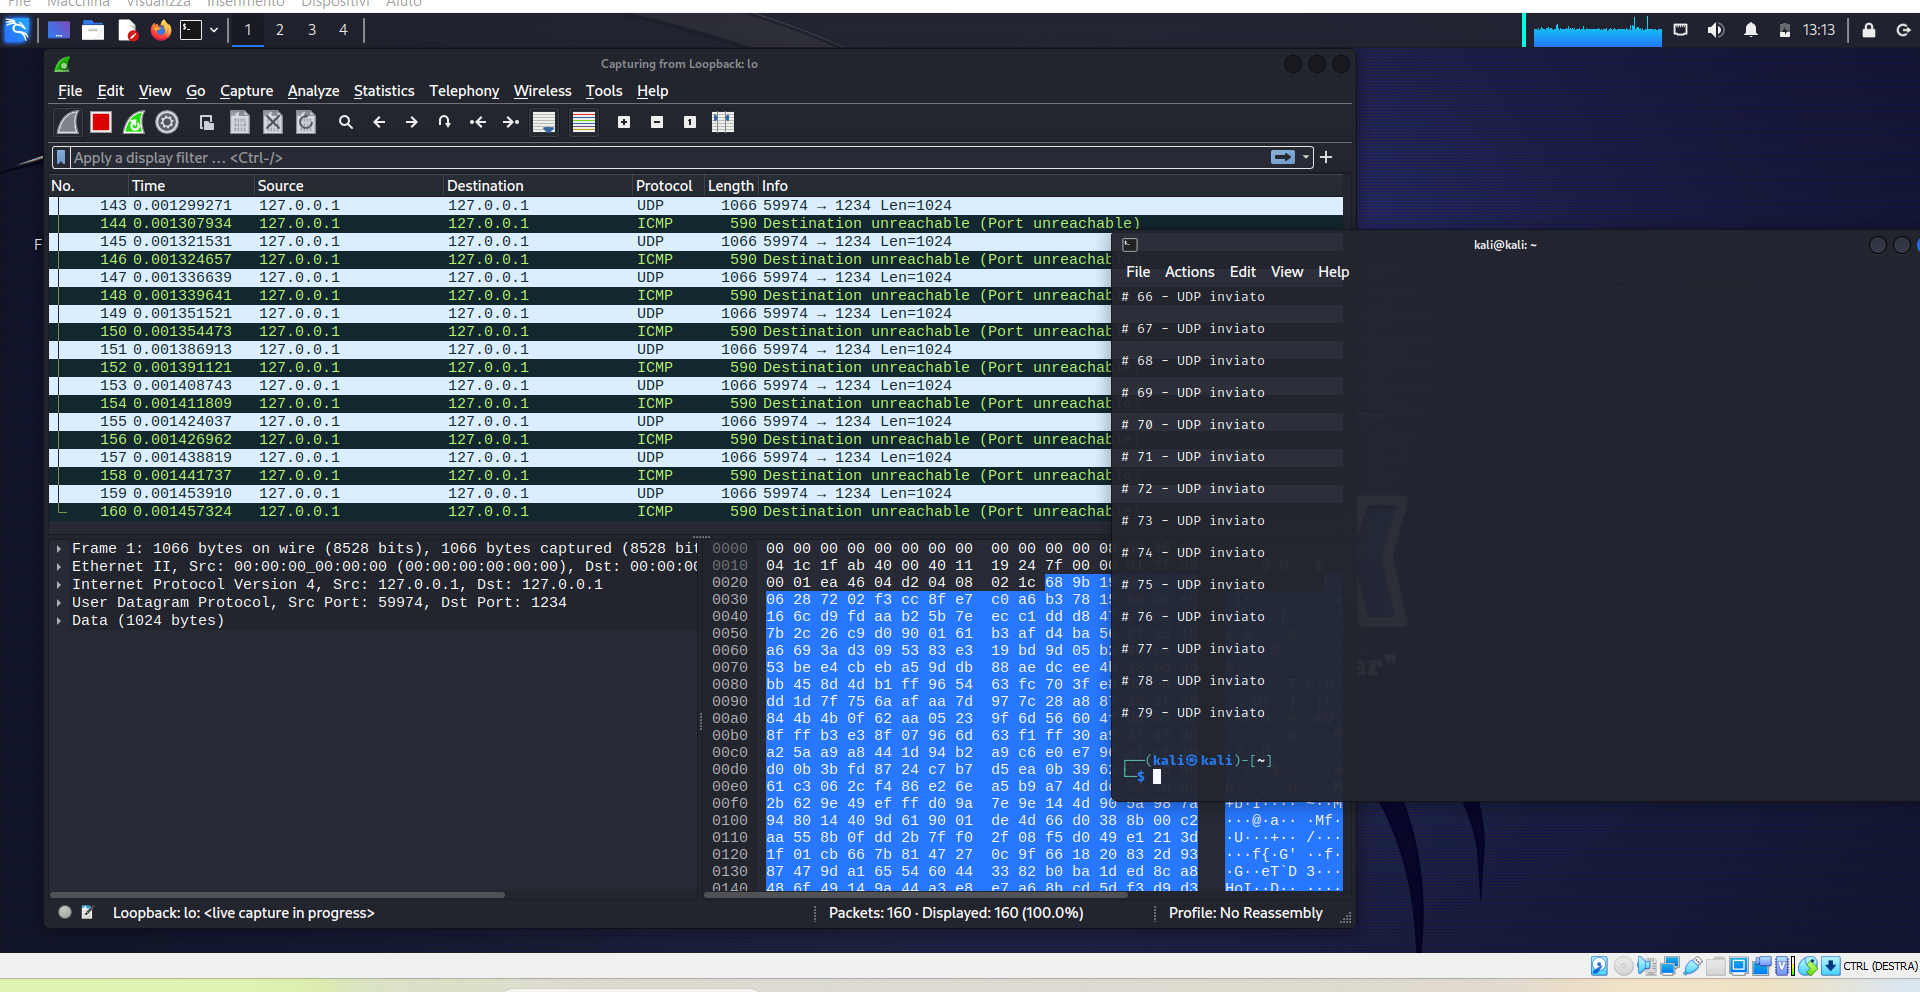 File Macchina Visualizza Inserimento Dispositivi Aiuto
1 2 3 4
13:13
Capturing from Loopback: lo
File Edit View Go Capture Analyze Statistics Telephony Wireless Tools Help
Apply a display filter … <Ctrl-/>
No. Time Source Destination Protocol Length Info
143 0.001299271 127.0.0.1 127.0.0.1 UDP 1066 59974 → 1234 Len=1024
144 0.001307934 127.0.0.1 127.0.0.1 ICMP 590 Destination unreachable (Port unreachable)
145 0.001321531 127.0.0.1 127.0.0.1 UDP 1066 59974 → 1234 Len=1024
146 0.001324657 127.0.0.1 127.0.0.1 ICMP 590 Destination unreachable (Port unreachab
147 0.001336639 127.0.0.1 127.0.0.1 UDP 1066 59974 → 1234 Len=1024
148 0.001339641 127.0.0.1 127.0.0.1 ICMP 590 Destination unreachable (Port unreachab
149 0.001351521 127.0.0.1 127.0.0.1 UDP 1066 59974 → 1234 Len=1024
150 0.001354473 127.0.0.1 127.0.0.1 ICMP 590 Destination unreachable (Port unreachab
151 0.001386913 127.0.0.1 127.0.0.1 UDP 1066 59974 → 1234 Len=1024
152 0.001391121 127.0.0.1 127.0.0.1 ICMP 590 Destination unreachable (Port unreachab
153 0.001408743 127.0.0.1 127.0.0.1 UDP 1066 59974 → 1234 Len=1024
154 0.001411809 127.0.0.1 127.0.0.1 ICMP 590 Destination unreachable (Port unreachab
155 0.001424037 127.0.0.1 127.0.0.1 UDP 1066 59974 → 1234 Len=1024
156 0.001426962 127.0.0.1 127.0.0.1 ICMP 590 Destination unreachable (Port unreachab
157 0.001438819 127.0.0.1 127.0.0.1 UDP 1066 59974 → 1234 Len=1024
158 0.001441737 127.0.0.1 127.0.0.1 ICMP 590 Destination unreachable (Port unreachab
159 0.001453910 127.0.0.1 127.0.0.1 UDP 1066 59974 → 1234 Len=1024
160 0.001457324 127.0.0.1 127.0.0.1 ICMP 590 Destination unreachable (Port unreachab
Frame 1: 1066 bytes on wire (8528 bits), 1066 bytes captured (8528 bit
Ethernet II, Src: 00:00:00_00:00:00 (00:00:00:00:00:00), Dst: 00:00:00
Internet Protocol Version 4, Src: 127.0.0.1, Dst: 127.0.0.1
User Datagram Protocol, Src Port: 59974, Dst Port: 1234
Data (1024 bytes)
0000 00 00 00 00 00 00 00 00 00 00 00 00 08
0010 04 1c 1f ab 40 00 40 11 19 24 7f 00 00
0020 00 01 ea 46 04 d2 04 08 02 1c 68 9b 19
0030 06 28 72 02 f3 cc 8f e7 c0 a6 b3 78 15
0040 16 6c d9 fd aa b2 5b 7e ec c1 dd d8 47
0050 7b 2c 26 c9 d0 90 01 61 b3 af d4 ba 56
0060 a6 69 3a d3 09 53 83 e3 19 bd 9d 05 b2
0070 53 be e4 cb eb a5 9d db 88 ae dc ee 4b
0080 bb 45 8d 4d b1 ff 96 54 63 fc 70 3f e8
0090 dd 1d 7f 75 6a af aa 7d 97 7c 28 a8 87
00a0 84 4b 4b 0f 62 aa 05 23 9f 6d 56 60 4f
00b0 8f ff b3 e3 8f 07 96 6d 63 f1 ff 30 a9
00c0 a2 5a a9 a8 44 1d 94 b2 a9 c6 e0 e7 96
00d0 d0 0b 3b fd 87 24 c7 b7 d5 ea 0b 39 62
00e0 61 c3 06 2c f4 86 e2 6e a5 b9 a7 4d dc
00f0 2b 62 9e 49 ef ff d0 9a 7e 9e 14 4d 90 5a 98 7a +b·I···· ~··M
0100 94 80 14 40 9d 61 90 01 de 4d 66 d0 38 8b 00 c2 ···@·a·· ·Mf·
0110 aa 55 8b 0f dd 2b 7f f0 2f 08 f5 d0 49 e1 21 3d ·U···+·· /···
0120 1f 01 cb 66 7b 81 47 27 0c 9f 66 18 20 83 2d 93 ···f{·G' ··f·
0130 87 47 9d a1 65 54 60 44 33 82 b0 ba 1d ed 8c a8 ·G··eT`D 3···
0140 48 6f 49 14 9a 44 a3 e8 e7 a6 8b cd 5d f3 d9 d3 HoI··D·· ····
kali@kali: ~
File Actions Edit View Help
# 66 - UDP inviato
# 67 - UDP inviato
# 68 - UDP inviato
# 69 - UDP inviato
# 70 - UDP inviato
# 71 - UDP inviato
# 72 - UDP inviato
# 73 - UDP inviato
# 74 - UDP inviato
# 75 - UDP inviato
# 76 - UDP inviato
# 77 - UDP inviato
# 78 - UDP inviato
# 79 - UDP inviato
┌──(kali㉿kali)-[~]
└─$
F
ar"
Loopback: lo: <live capture in progress>
Packets: 160 · Displayed: 160 (100.0%)
Profile: No Reassembly
CTRL (DESTRA)